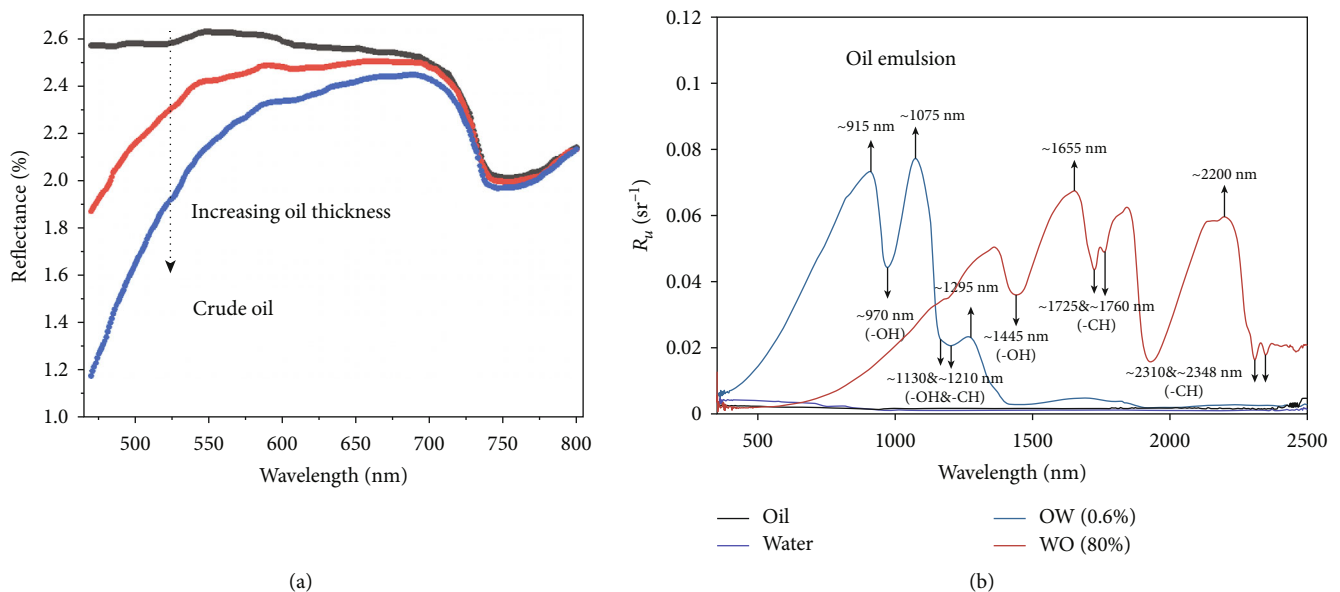 2.6
2.4
2.2
2.0
1.8
1.6
1.4
1.2
1.0
Reflectance (%)
Increasing oil thickness
Crude oil
500 550 600 650 700 750 800
Wavelength (nm)
(a)
0.12
0.1
0.08
0.06
0.04
0.02
0
R_u (sr⁻¹)
Oil emulsion
~915 nm
~1075 nm
~1655 nm
~2200 nm
~970 nm
(-OH)
~1295 nm
~1130&~1210 nm
(-OH&-CH)
~1445 nm
(-OH)
~1725&~1760 nm
(-CH)
~2310&~2348 nm
(-CH)
500 1000 1500 2000 2500
Wavelength (nm)
Oil
Water
OW (0.6%)
WO (80%)
(b)